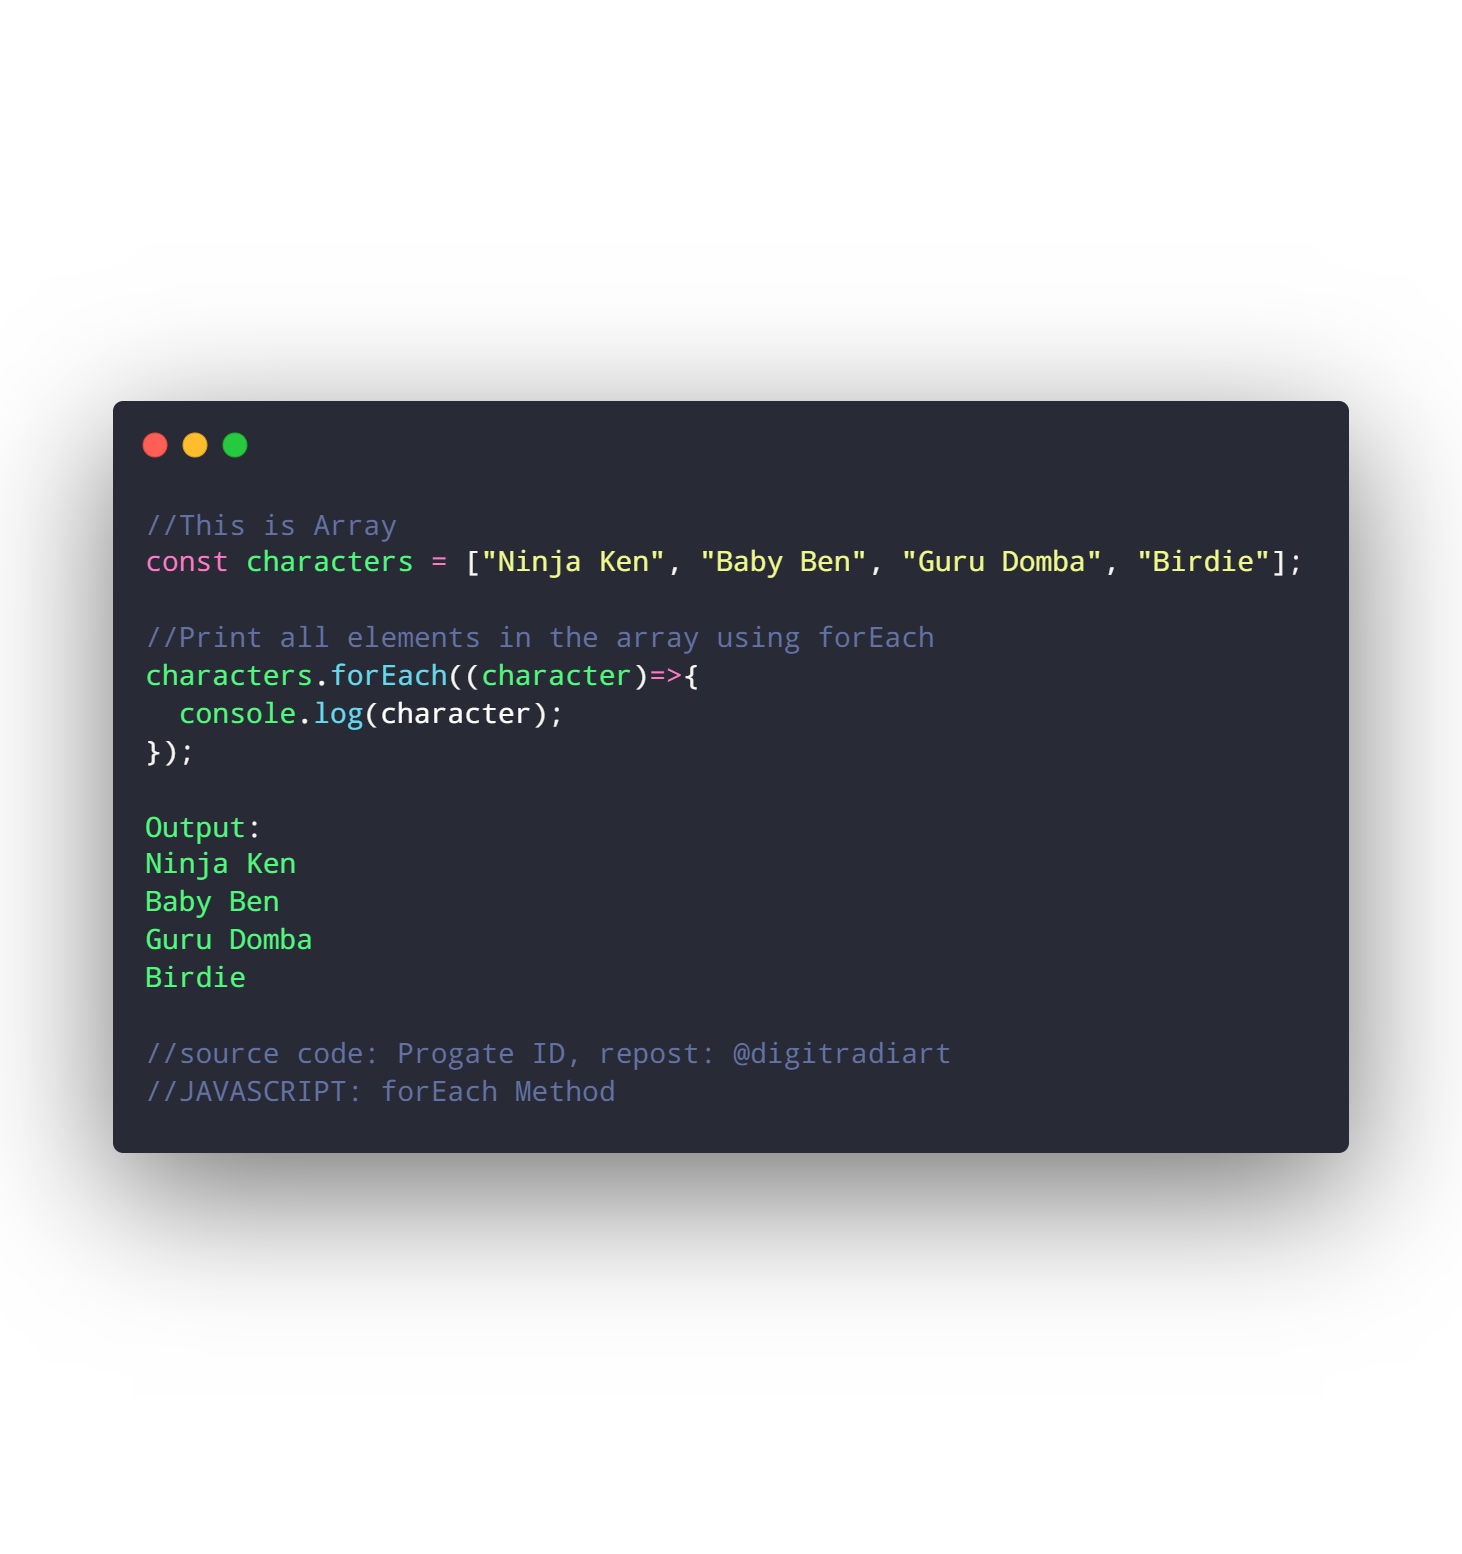 //This is Array
const characters = ["Ninja Ken", "Baby Ben", "Guru Domba", "Birdie"];
//Print all elements in the array using forEach
characters.forEach((character)=>{
  console.log(character);
});
Output:
Ninja Ken
Baby Ben
Guru Domba
Birdie
//source code: Progate ID, repost: @digitradiart
//JAVASCRIPT: forEach Method